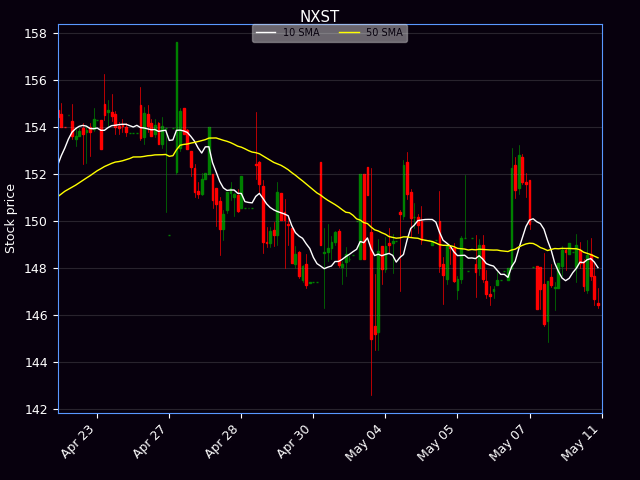 NXST
10 SMA 50 SMA
158
156
154
152
150
148
146
144
142
Stock price
Apr 23
Apr 27
Apr 28
Apr 30
May 04
May 05
May 07
May 11